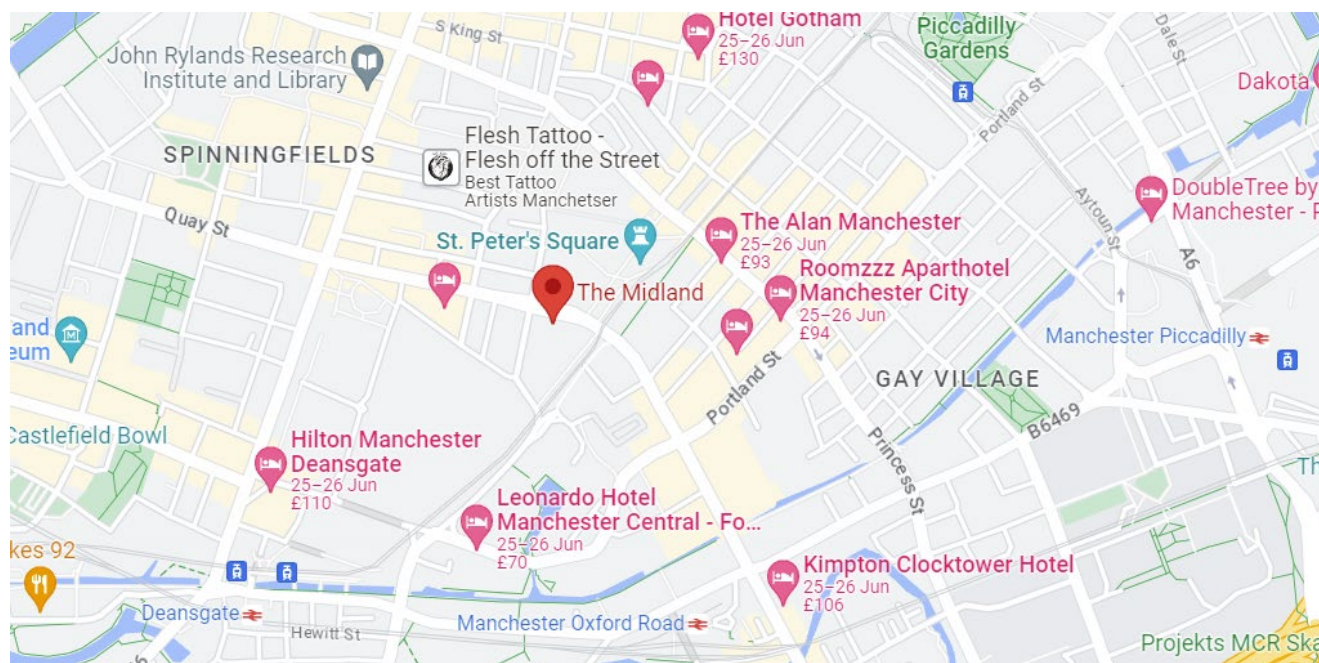 Hotel Gotham
25–26 Jun
£130
Piccadilly
Gardens
Dale St
S King St
John Rylands Research
Institute and Library
Dakota
Portland St
Flesh Tattoo -
Flesh off the Street
Best Tattoo
Artists Manchetser
SPINNINGFIELDS
Quay St
DoubleTree by
Manchester - P
Aytoun St
A6
St. Peter's Square
The Alan Manchester
25–26 Jun
£93
Roomzzz Aparthotel
Manchester City
25–26 Jun
£94
The Midland
and
eum
Manchester Piccadilly
GAY VILLAGE
Portland St
B6469
Princess St
Castlefield Bowl
Hilton Manchester
Deansgate
25–26 Jun
£110
Th
Leonardo Hotel
Manchester Central - Fo...
25–26 Jun
£70
kes 92
Kimpton Clocktower Hotel
25–26 Jun
£106
Deansgate
Hewitt St
Manchester Oxford Road
Projekts MCR Ska